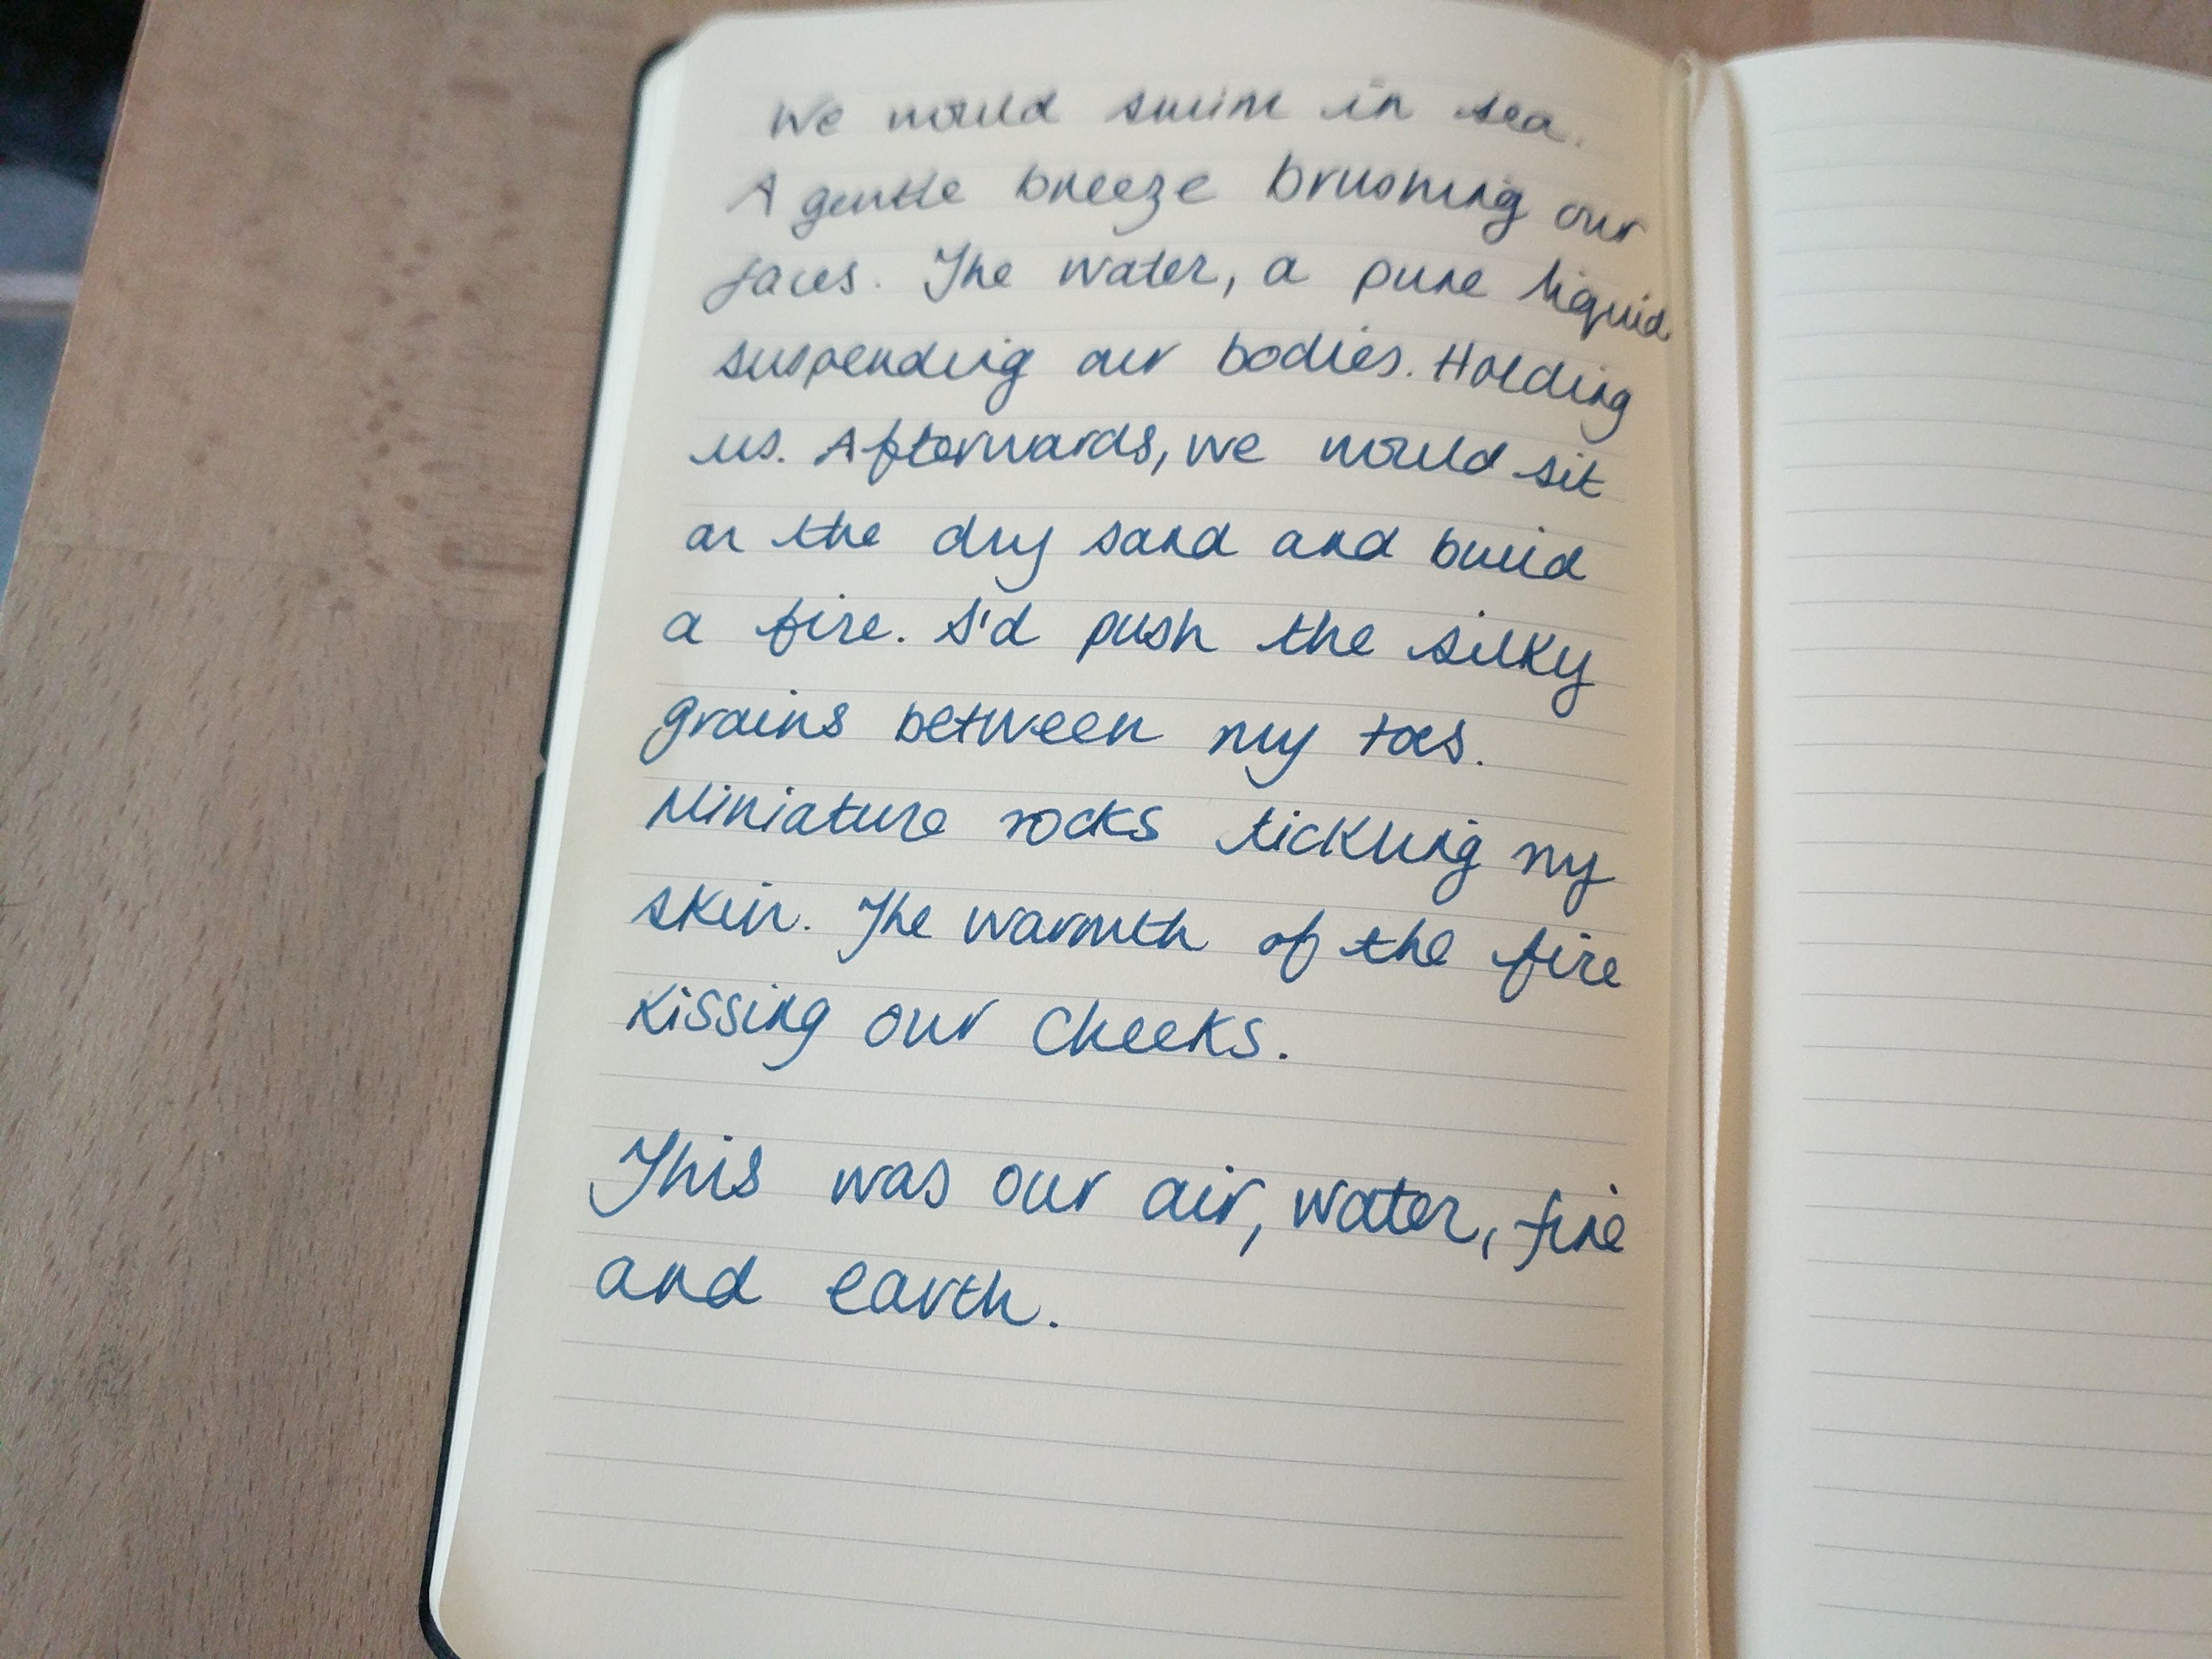 We would swim in sea.
A gentle breeze brushing our
faces. The water, a pure liquid
suspending our bodies. Holding
us. Afterwards, we would sit
on the dry sand and build
a fire. I'd push the silky
grains between my toes.
Miniature rocks tickling my
skin. The warmth of the fire
kissing our cheeks.
This was our air, water, fire
and earth.